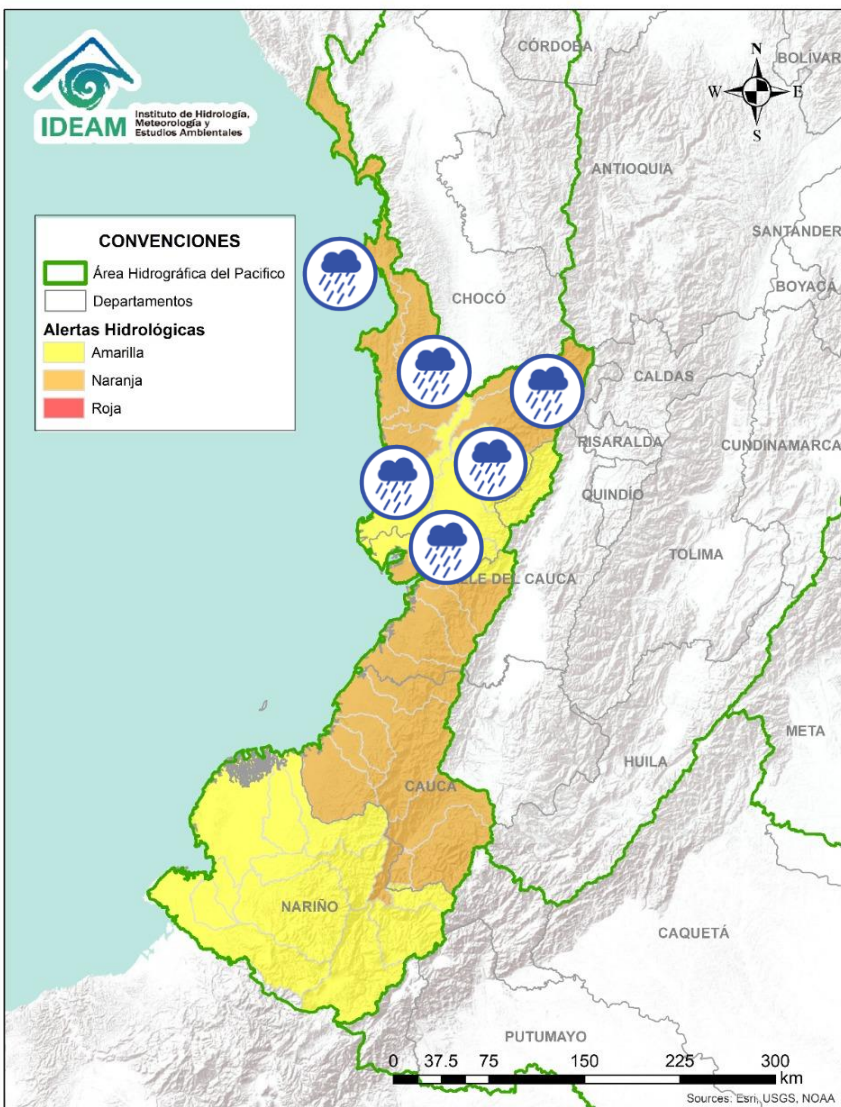 IDEAM
Instituto de Hidrología,
Meteorología y
Estudios Ambientales
CÓRDOBA
BOLÍVAR
N
W
E
S
ANTIOQUIA
SANTANDER
BOYACÁ
CONVENCIONES
Área Hidrográfica del Pacifico
Departamentos
Alertas Hidrológicas
Amarilla
Naranja
Roja
CHOCÓ
CALDAS
RISARALDA
CUNDINAMARCA
QUINDÍO
TOLIMA
LE DEL CAUCA
META
HUILA
CAUCA
NARIÑO
CAQUETÁ
PUTUMAYO
0 37.5 75 150 225 300
km
Sources: Esri, USGS, NOAA